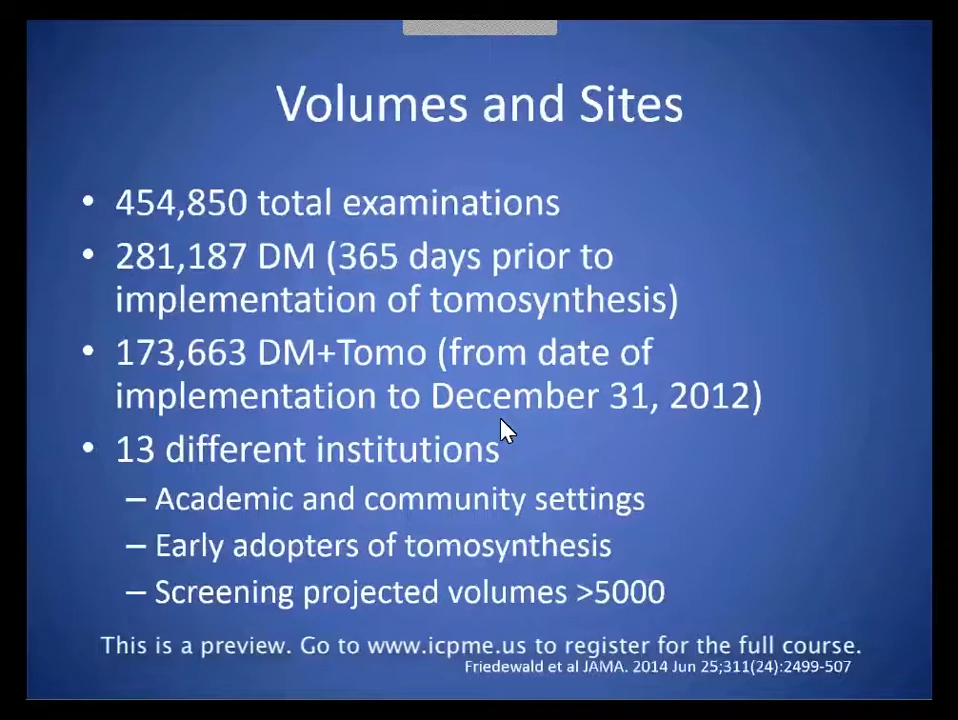 Volumes and Sites
• 454,850 total examinations
• 281,187 DM (365 days prior to
implementation of tomosynthesis)
• 173,663 DM+Tomo (from date of
implementation to December 31, 2012)
• 13 different institutions
– Academic and community settings
– Early adopters of tomosynthesis
– Screening projected volumes >5000
This is a preview. Go to www.icpme.us to register for the full course.
Friedewald et al JAMA. 2014 Jun 25;311(24):2499-507